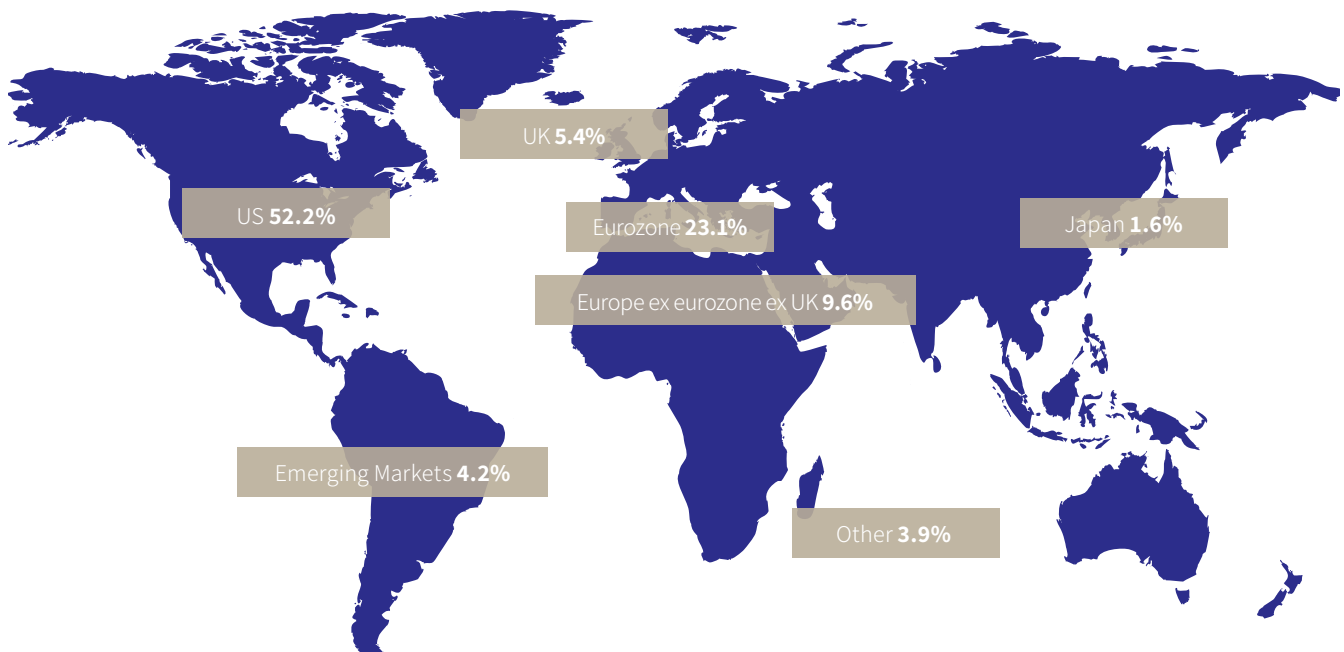 UK 5.4%
US 52.2%
Eurozone 23.1%
Japan 1.6%
Europe ex eurozone ex UK 9.6%
Emerging Markets 4.2%
Other 3.9%